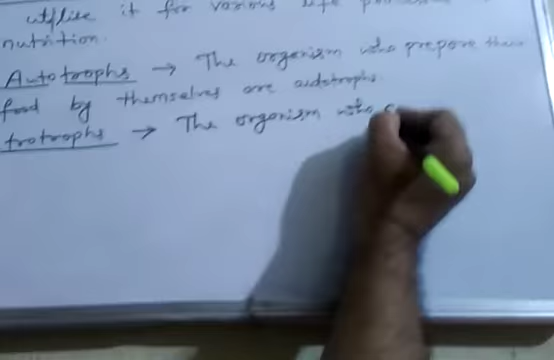 utilise it for various life
nutrition.
Autotrophs → The organism who prepare their
food by themselves are autotrophs.
trotrophs → The organism who